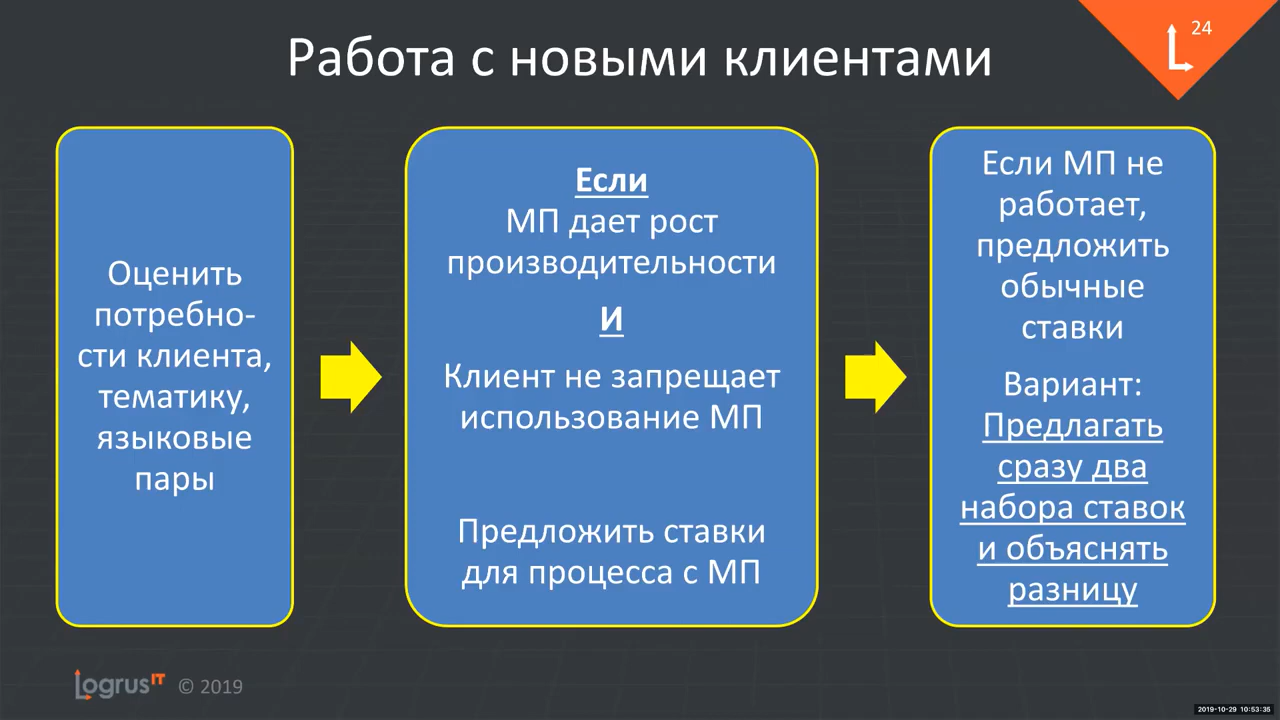 Работа с новыми клиентами
24
Оценить
потребно-
сти клиента,
тематику,
языковые
пары
Если
МП дает рост
производительности
И
Клиент не запрещает
использование МП
Предложить ставки
для процесса с МП
Если МП не
работает,
предложить
обычные
ставки
Вариант:
Предлагать
сразу два
набора ставок
и объяснять
разницу
Logrus IT © 2019
2019-10-29 10:53:35